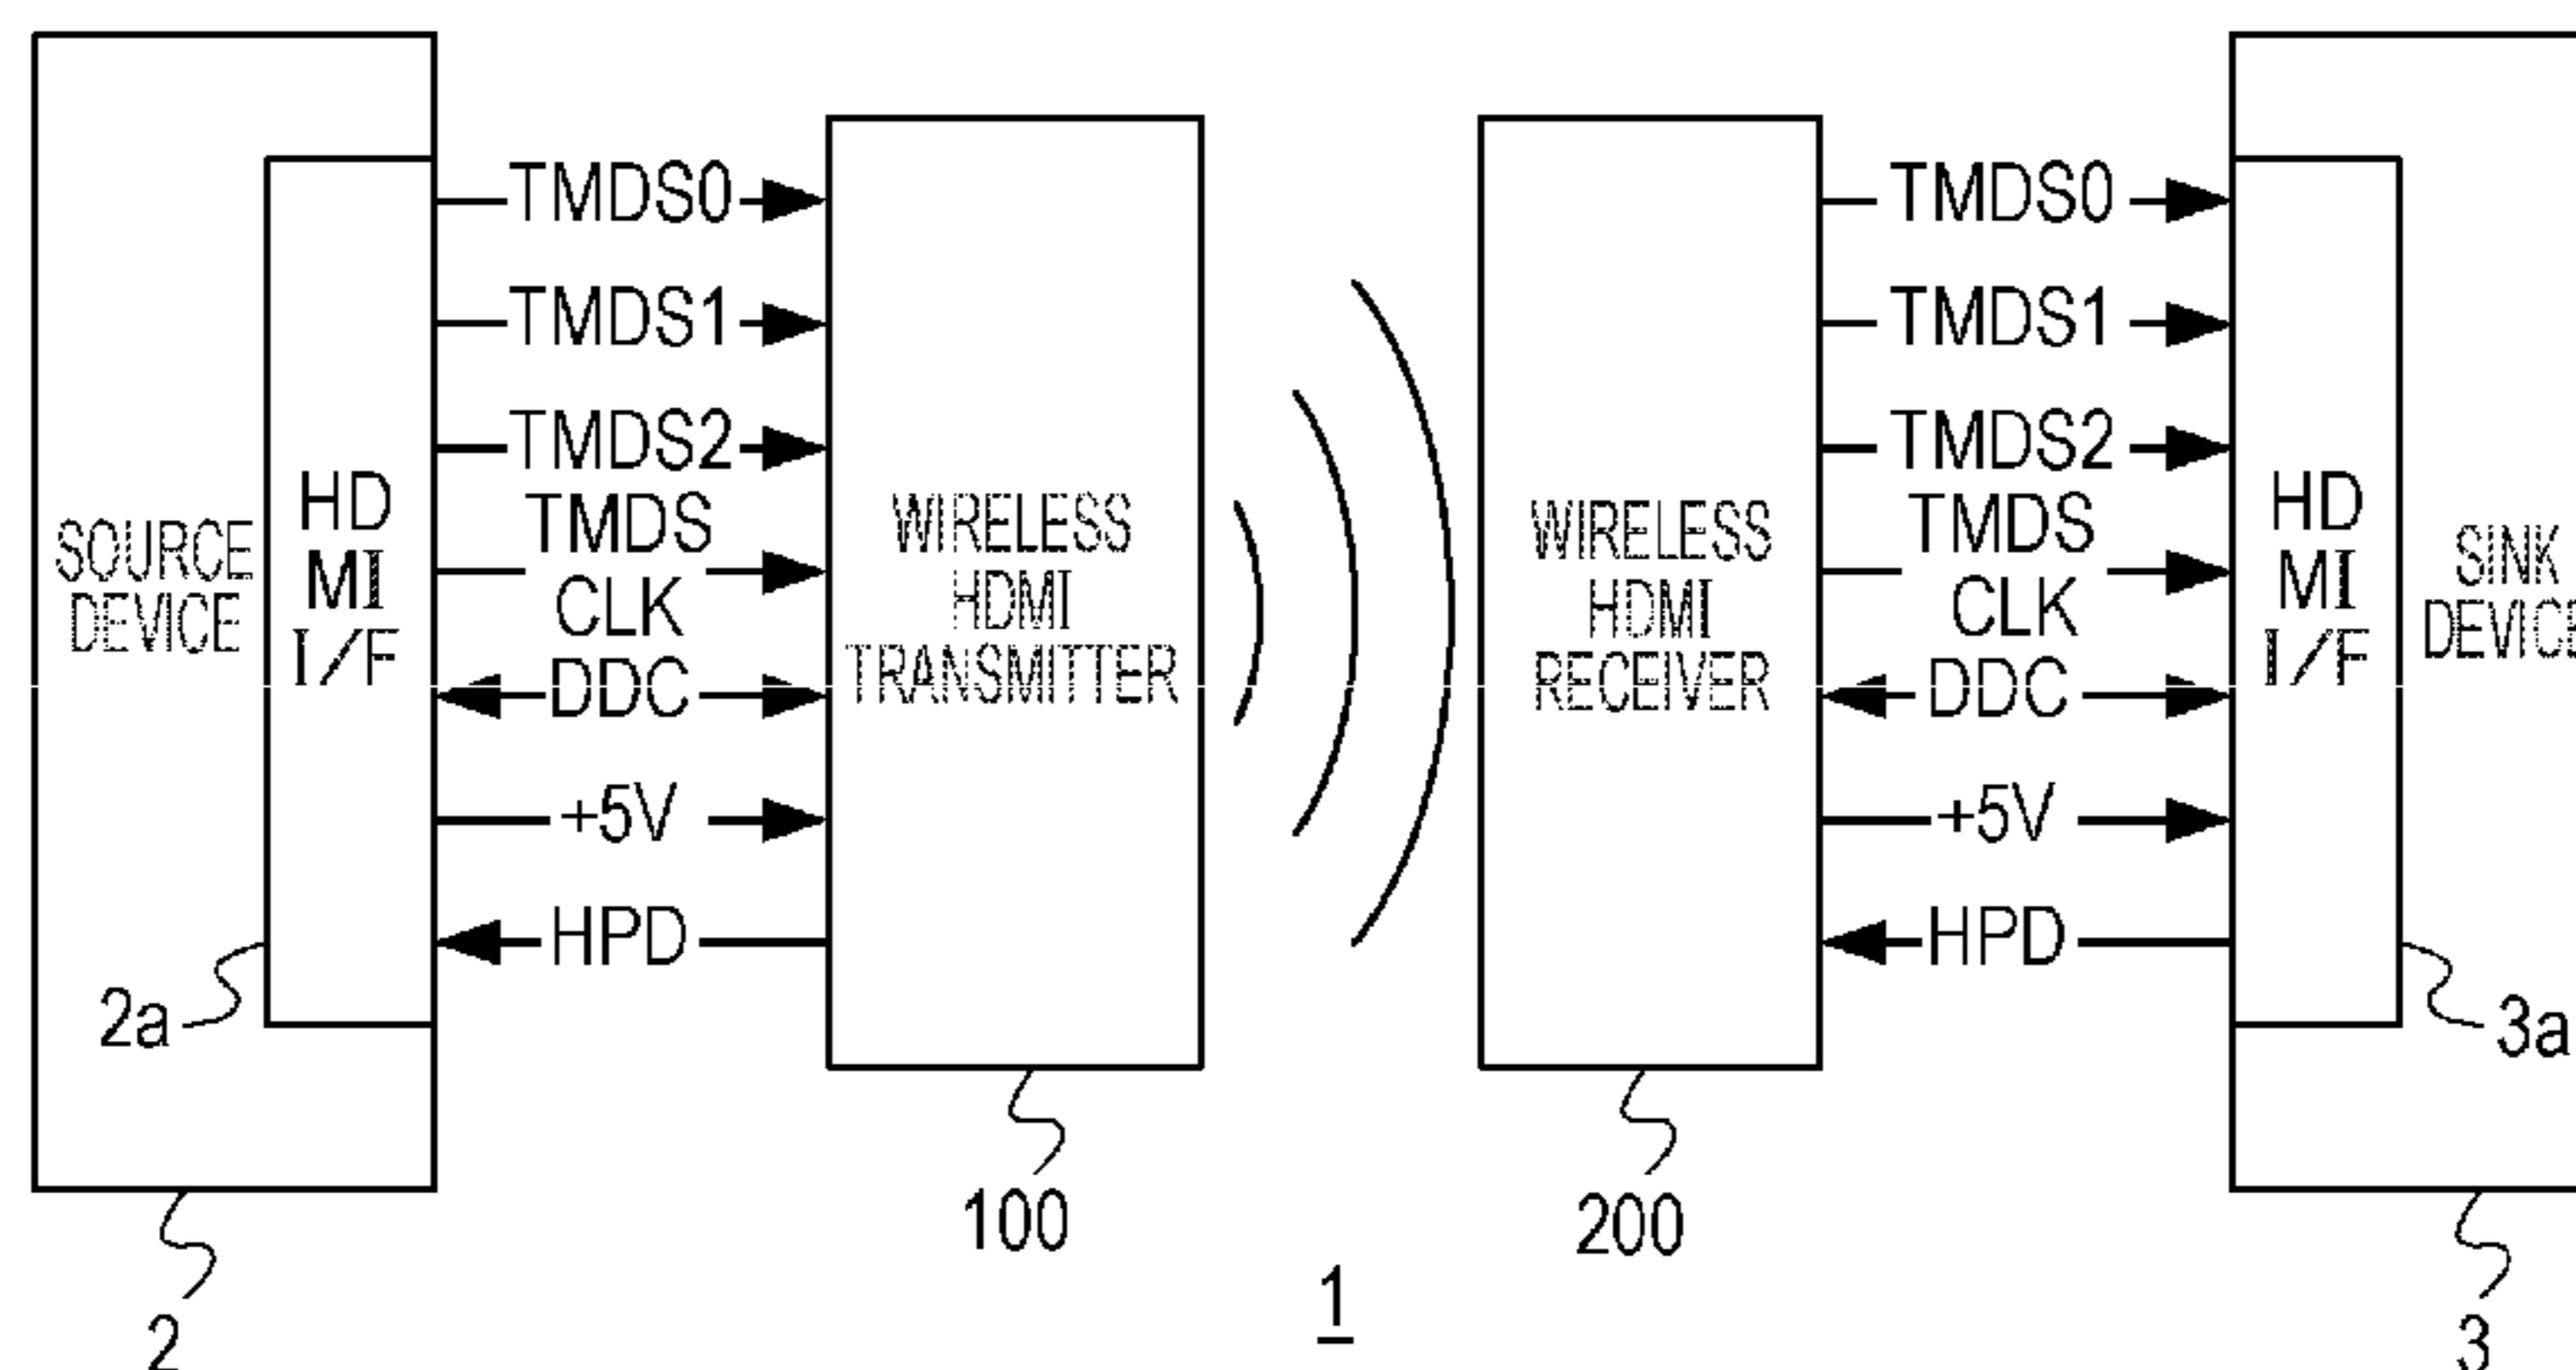 SOURCE
DEVICE
HD
MI
I/F
2a
2
TMDS0
TMDS1
TMDS2
TMDS
CLK
DDC
+5V
HPD
WIRELESS
HDMI
TRANSMITTER
100
WIRELESS
HDMI
RECEIVER
200
1
TMDS0
TMDS1
TMDS2
TMDS
CLK
DDC
+5V
HPD
HD
MI
I/F
SINK
DEVICE
3a
3